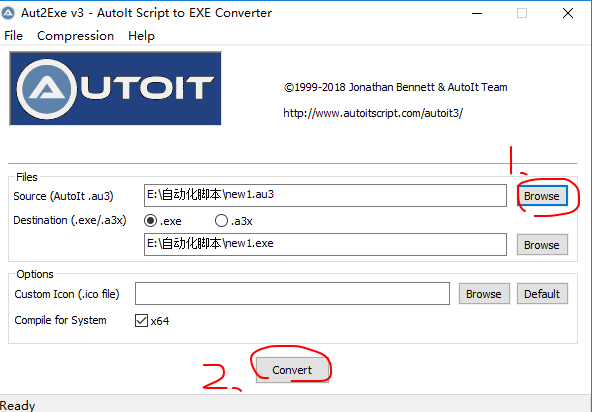 Aut2Exe v3 - AutoIt Script to EXE Converter
File Compression Help
AUTOIT
©1999-2018 Jonathan Bennett & AutoIt Team
http://www.autoitscript.com/autoit3/
1.
Files
Source (AutoIt .au3) E:\自动化脚本\new1.au3 Browse
Destination (.exe/.a3x) .exe .a3x
E:\自动化脚本\new1.exe Browse
Options
Custom Icon (.ico file) Browse Default
Compile for System x64
2. Convert
Ready